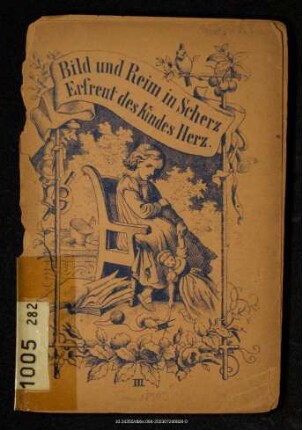 Bild und Reim in Scherz
Erfreut des Kindes Herz.
III
1005 282